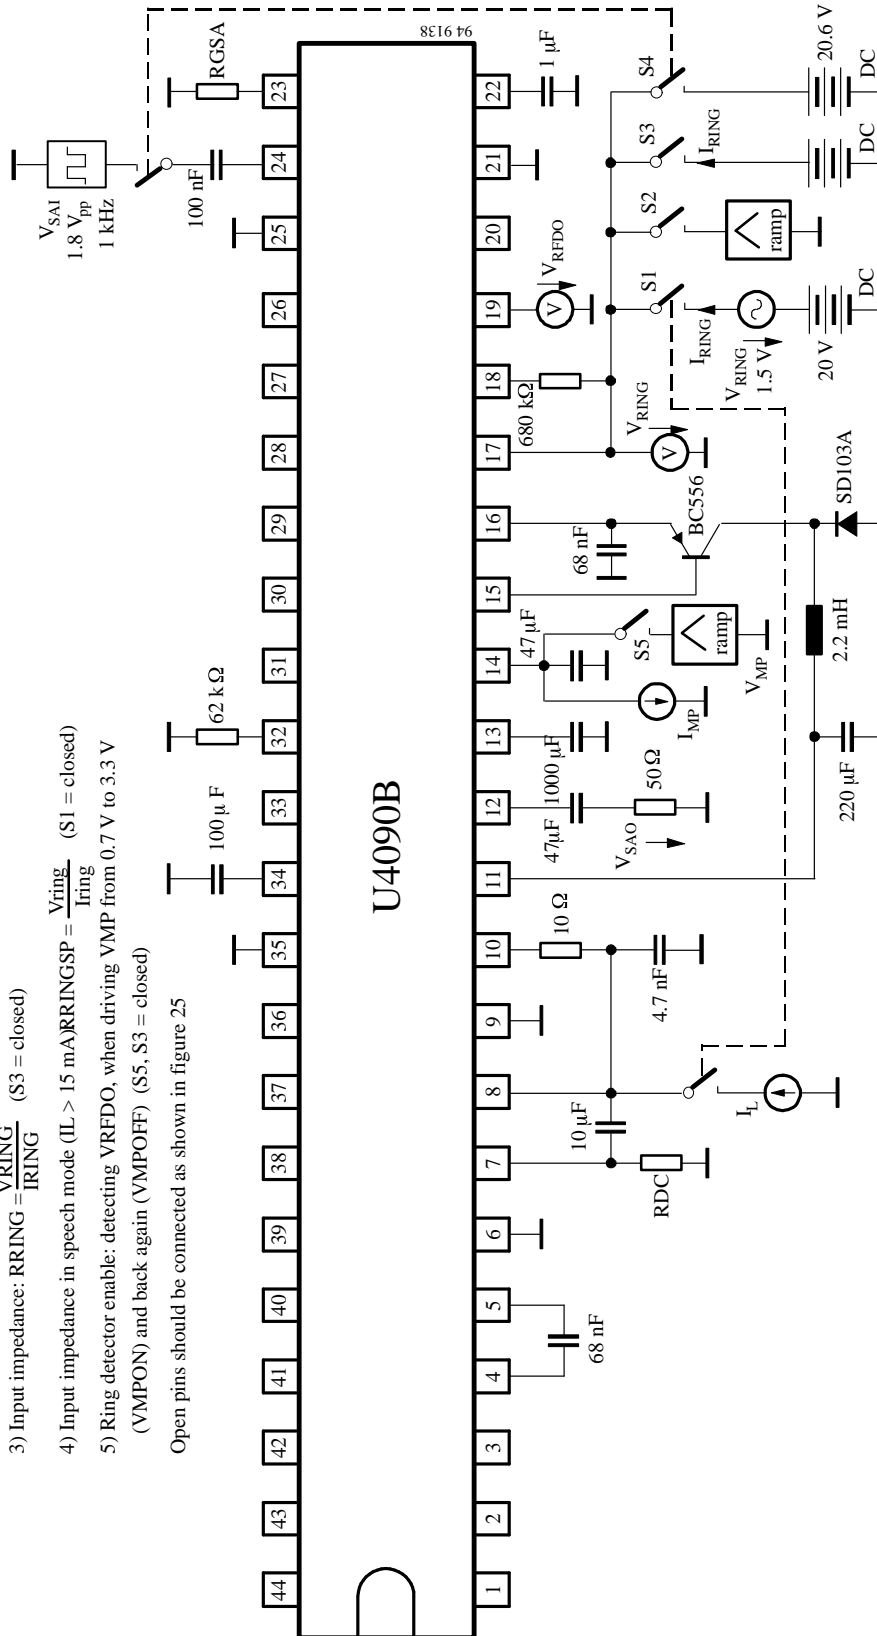 3) Input impedance: RRING = VRING / IRING (S3 = closed)
4) Input impedance in speech mode (IL > 15 mA)RRINGSP = Vring / Iring (S1 = closed)
5) Ring detector enable: detecting VRFDO, when driving VMP from 0.7 V to 3.3 V
(VMPON) and back again (VMPOFF) (S5, S3 = closed)
Open pins should be connected as shown in figure 25
VSAI
1.8 Vpp
1 kHz
100 nF
RGSA
62 kΩ
100 μ F
44
43
42
41
40
39
38
37
36
35
34
33
32
31
30
29
28
27
26
25
24
23
U4090B
94 9138
1
2
3
4
5
6
7
8
9
10
11
12
13
14
15
16
17
18
19
20
21
22
68 nF
10 μF
RDC
IL
10 Ω
4.7 nF
47μF
VSAO
50 Ω
1000 μF
IMP
47 μF
S5
ramp
VMP
68 nF
BC556
220 μF
2.2 mH
SD103A
680 kΩ
VRING
V
V
VRFDO
1 μF
S1
S2
S3
S4
IRING
VRING
1.5 V
20 V
DC
ramp
IRING
DC
20.6 V
DC